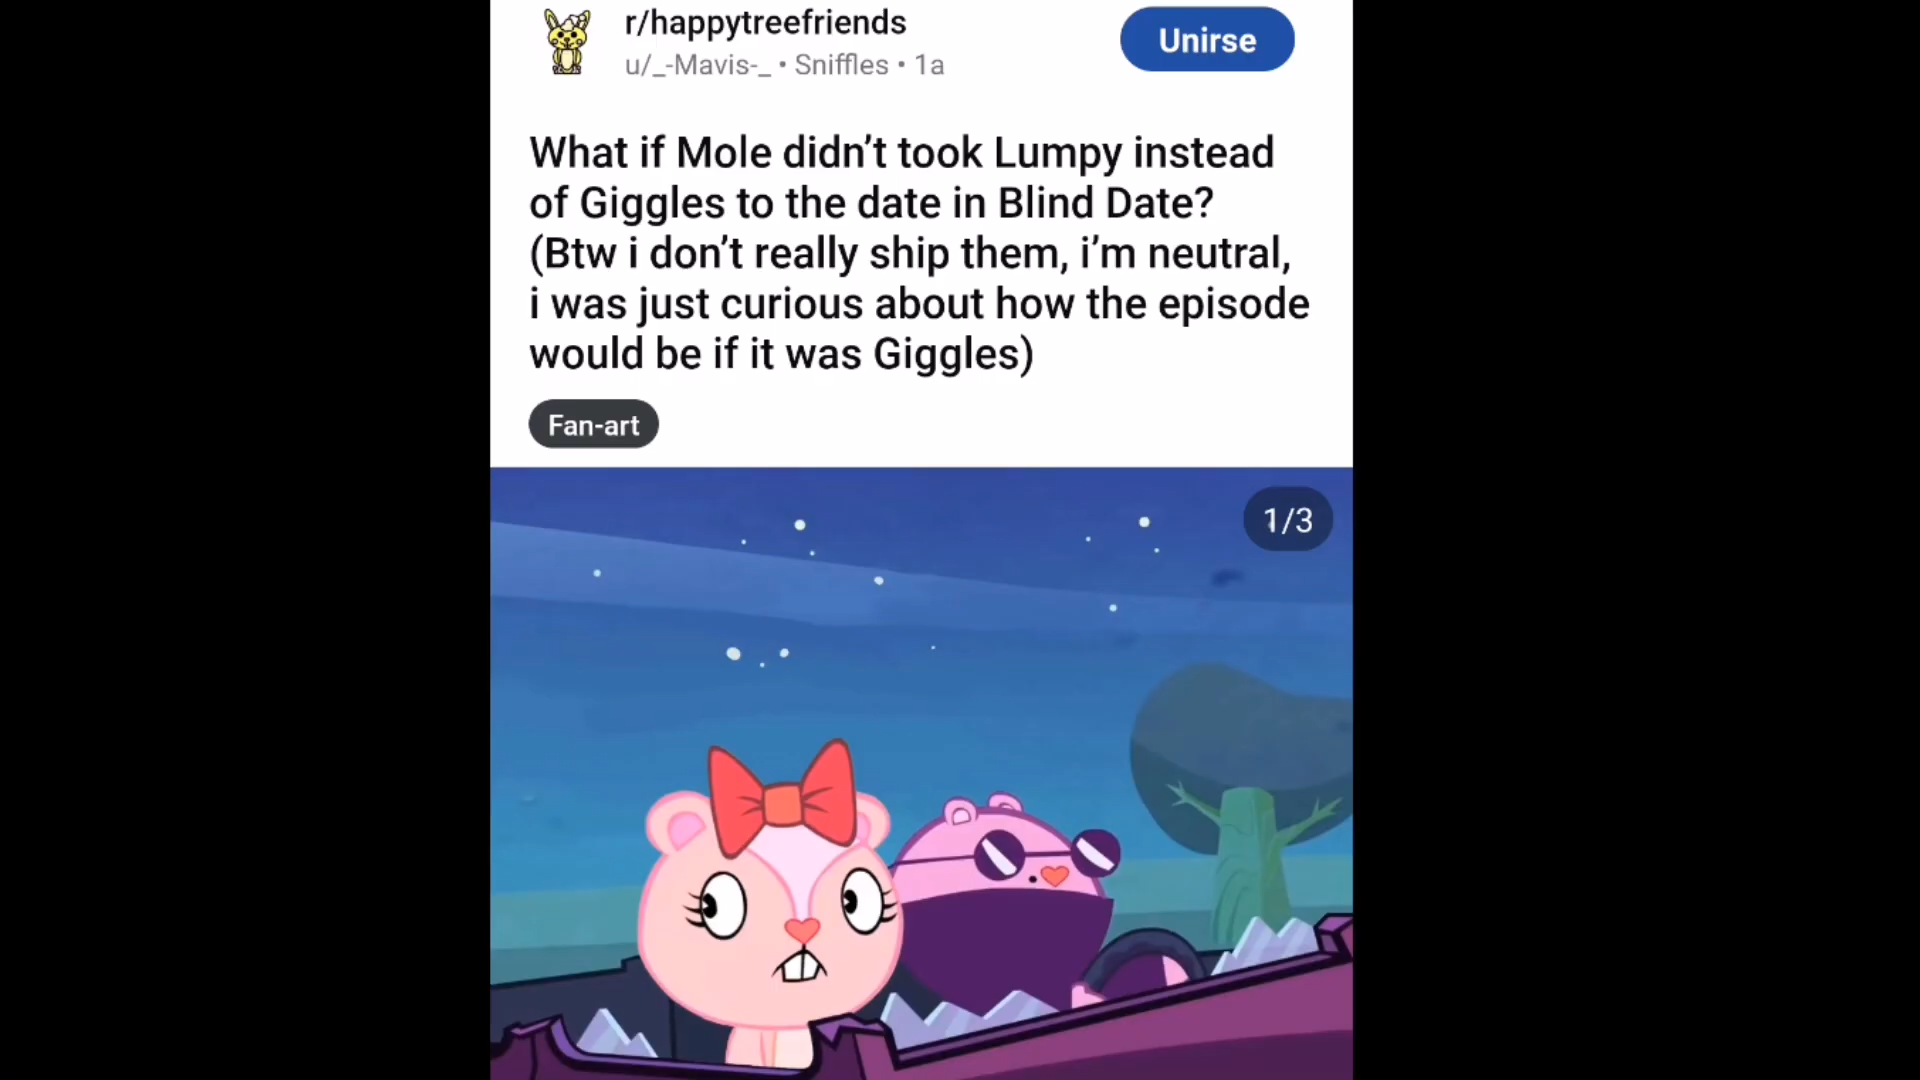 r/happytreefriends
Unirse
u/_-Mavis-_ • Sniffles • 1a
What if Mole didn’t took Lumpy instead
of Giggles to the date in Blind Date?
(Btw i don’t really ship them, i’m neutral,
i was just curious about how the episode
would be if it was Giggles)
Fan-art
1/3